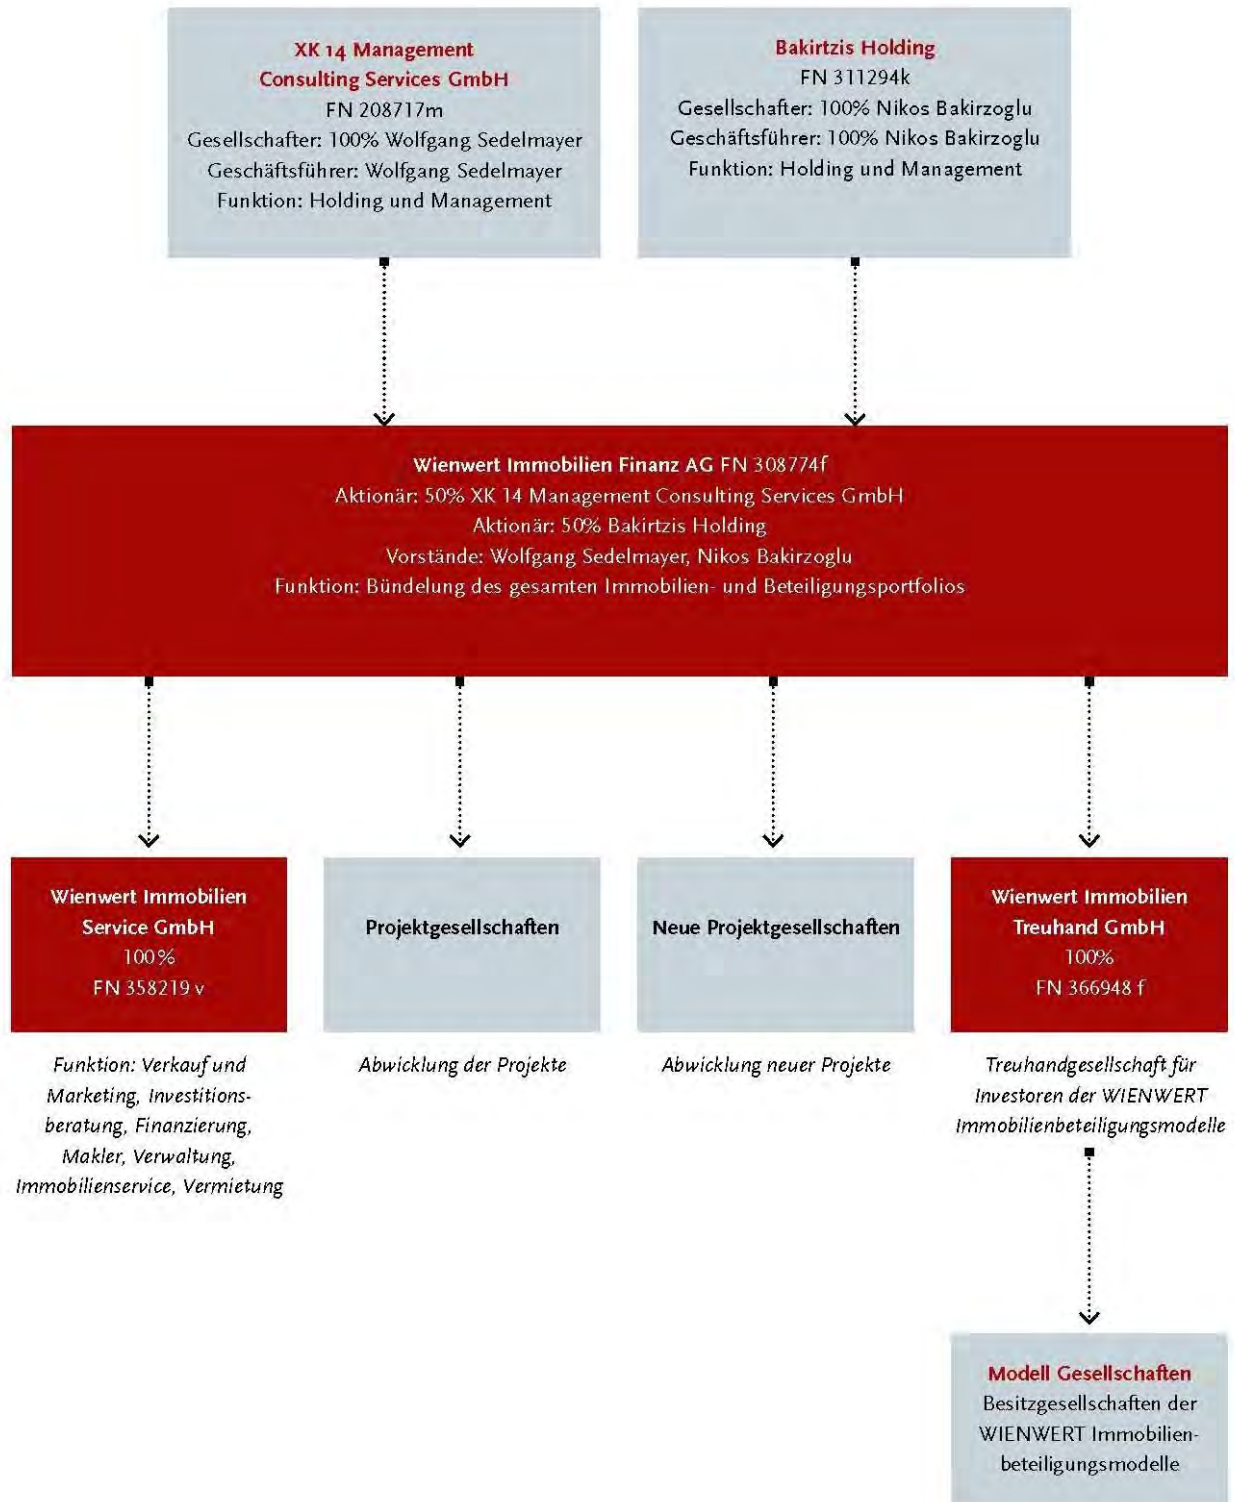 XK 14 Management
Consulting Services GmbH
FN 208717m
Gesellschafter: 100% Wolfgang Sedelmayer
Geschäftsführer: Wolfgang Sedelmayer
Funktion: Holding und Management
Bakirtzis Holding
FN 311294k
Gesellschafter: 100% Nikos Bakirzoglu
Geschäftsführer: 100% Nikos Bakirzoglu
Funktion: Holding und Management
Wienwert Immobilien Finanz AG FN 308774f
Aktionär: 50% XK 14 Management Consulting Services GmbH
Aktionär: 50% Bakirtzis Holding
Vorstände: Wolfgang Sedelmayer, Nikos Bakirzoglu
Funktion: Bündelung des gesamten Immobilien- und Beteiligungsportfolios
Wienwert Immobilien
Service GmbH
100%
FN 358219 v
Funktion: Verkauf und
Marketing, Investitions-
beratung, Finanzierung,
Makler, Verwaltung,
Immobilienservice, Vermietung
Projektgesellschaften
Abwicklung der Projekte
Neue Projektgesellschaften
Abwicklung neuer Projekte
Wienwert Immobilien
Treuhand GmbH
100%
FN 366948 f
Treuhandgesellschaft für
Investoren der WIENWERT
Immobilienbeteiligungsmodelle
Modell Gesellschaften
Besitzgesellschaften der
WIENWERT Immobilien-
beteiligungsmodelle